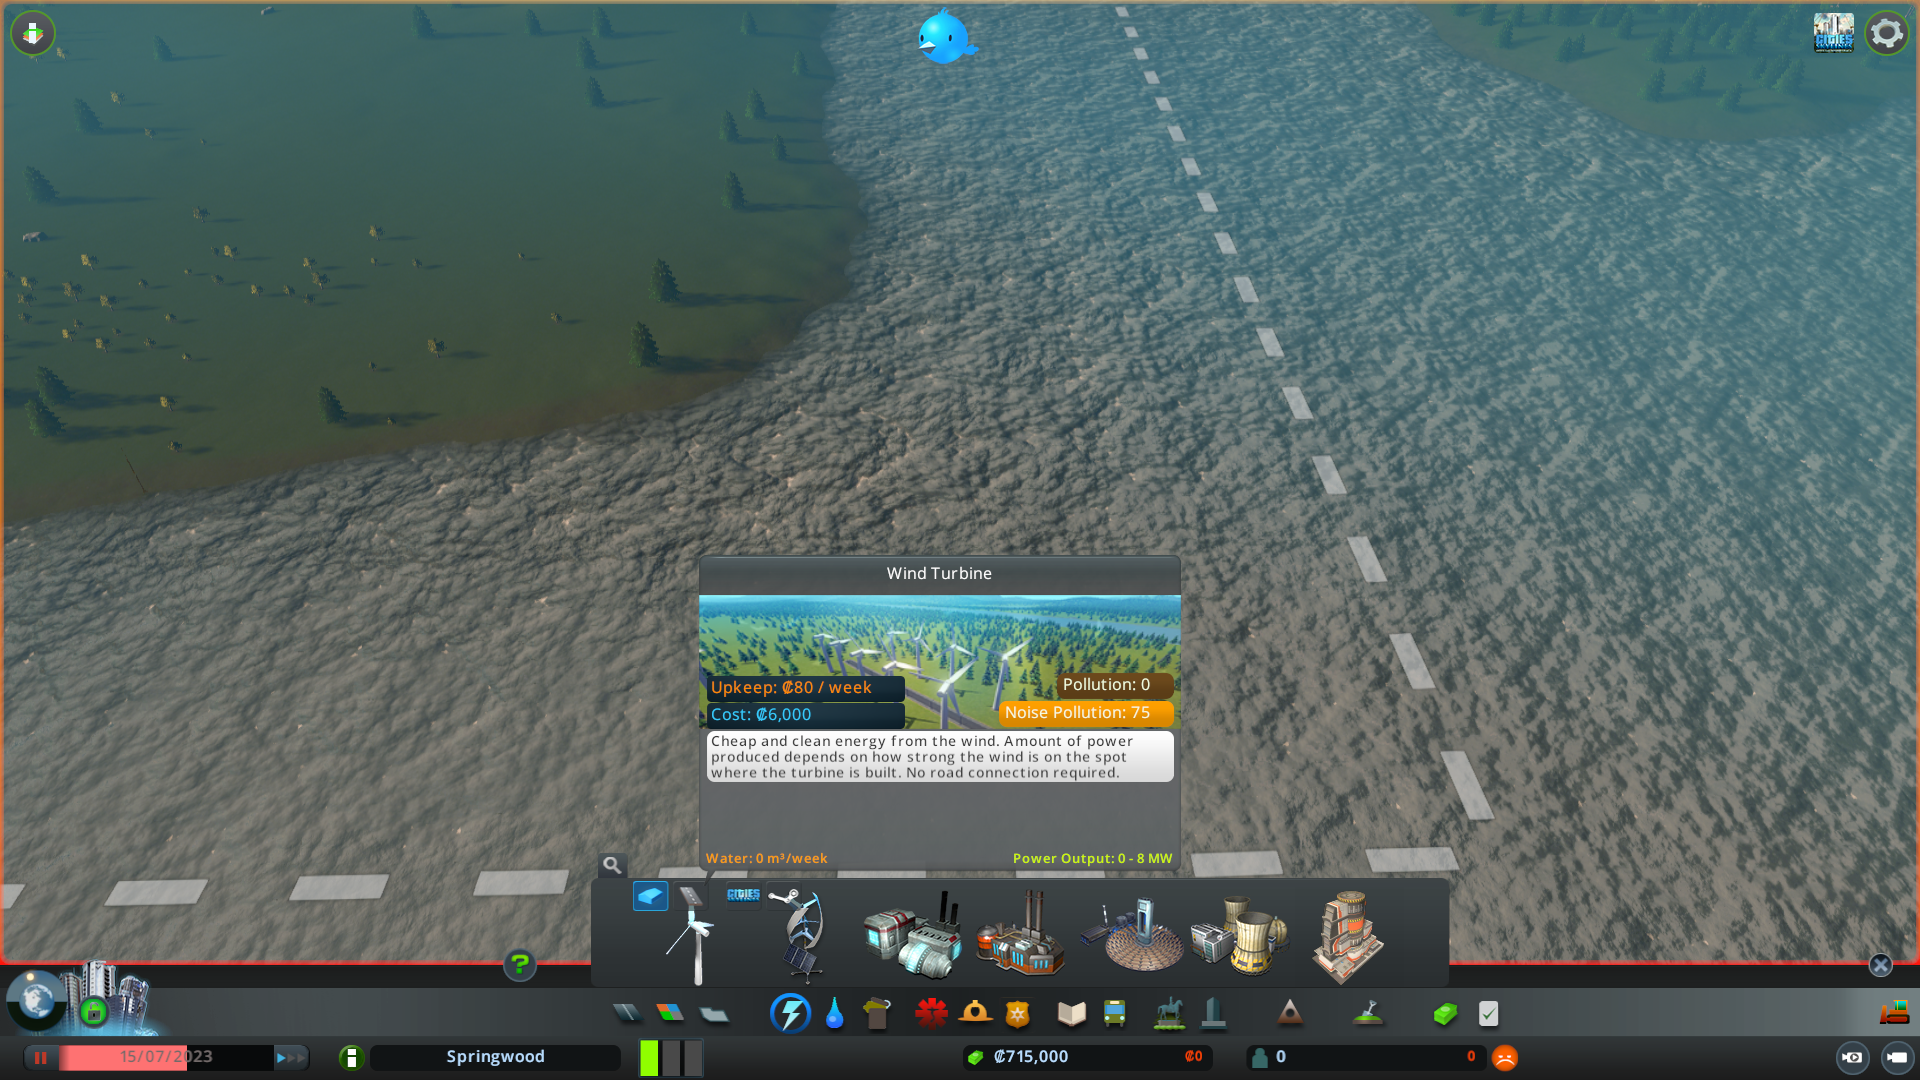 CITIES
SKYLINES
Wind Turbine
Upkeep: ₡80 / week
Pollution: 0
Cost: ₡6,000
Noise Pollution: 75
Cheap and clean energy from the wind. Amount of power
produced depends on how strong the wind is on the spot
where the turbine is built. No road connection required.
Water: 0 m³/week
Power Output: 0 - 8 MW
CITIES
?
15/07/2023
Springwood
₡715,000
₡0
0
0